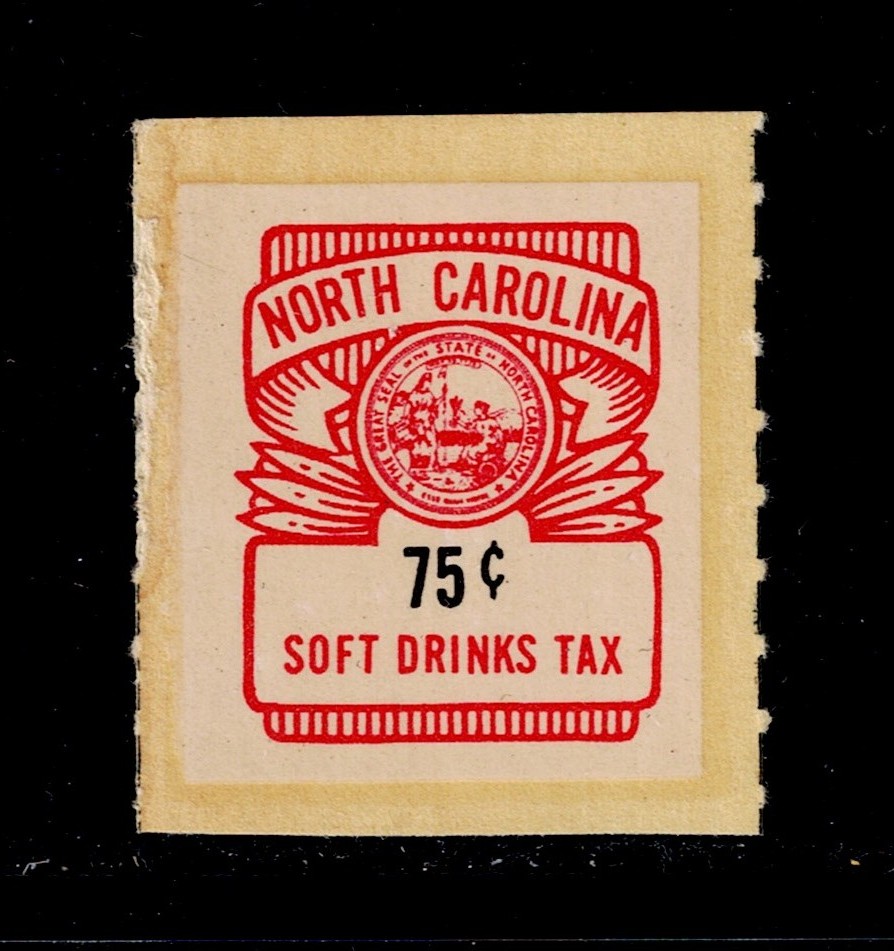 NORTH CAROLINA
THE GREAT SEAL OF THE STATE OF NORTH CAROLINA
75¢
SOFT DRINKS TAX